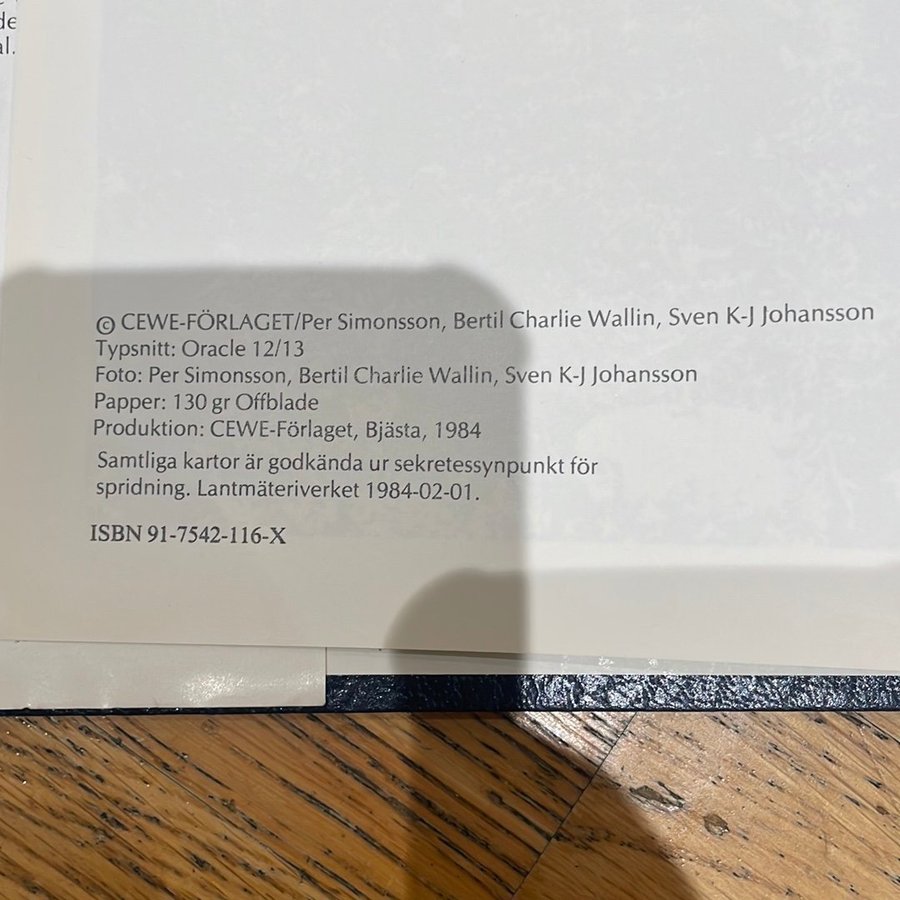 de
al.
© CEWE-FÖRLAGET/Per Simonsson, Bertil Charlie Wallin, Sven K-J Johansson
Typsnitt: Oracle 12/13
Foto: Per Simonsson, Bertil Charlie Wallin, Sven K-J Johansson
Papper: 130 gr Offblade
Produktion: CEWE-Förlaget, Bjästa, 1984
Samtliga kartor är godkända ur sekretessynpunkt för
spridning. Lantmäteriverket 1984-02-01.
ISBN 91-7542-116-X